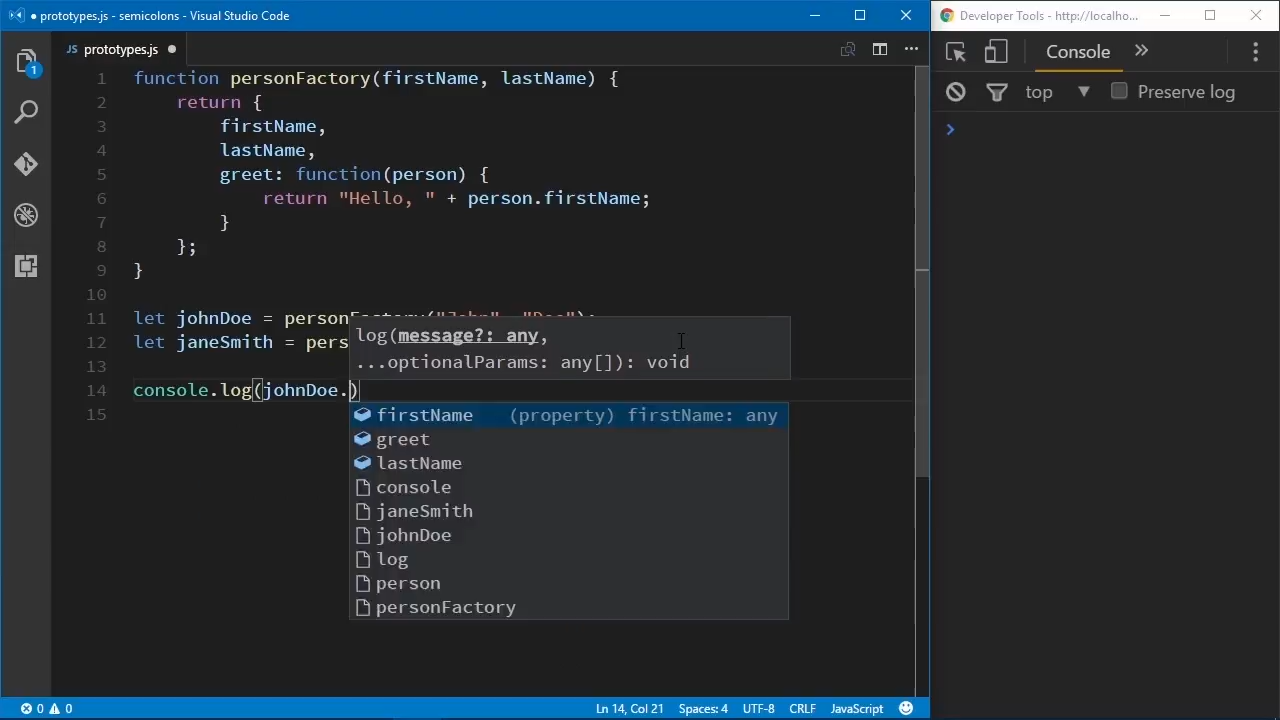 prototypes.js - semicolons - Visual Studio Code
Developer Tools - http://localho...
JS prototypes.js
Console
1
top
Preserve log
1 function personFactory(firstName, lastName) {
2 return {
3 firstName,
4 lastName,
5 greet: function(person) {
6 return "Hello, " + person.firstName;
7 }
8 };
9 }
10
11 let johnDoe = personFactory("John", "Doe");
12 let janeSmith = pers
log(message?: any,
...optionalParams: any[]): void
13
14 console.log(johnDoe.)
15
firstName (property) firstName: any
greet
lastName
console
janeSmith
johnDoe
log
person
personFactory
0 0
Ln 14, Col 21 Spaces: 4 UTF-8 CRLF JavaScript